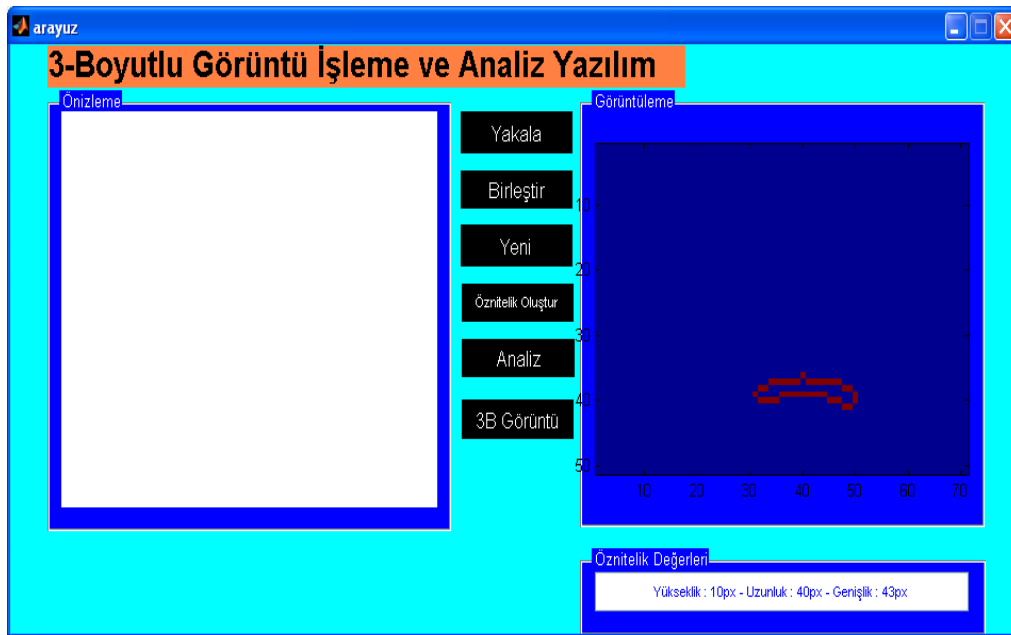 arayuz
3-Boyutlu Görüntü İşleme ve Analiz Yazılım
Önizleme
Yakala
Birleştir
Yeni
Öznitelik Oluştur
Analiz
3B Görüntü
Görüntüleme
10
20
30
40
50
10 20 30 40 50 60 70
Öznitelik Değerleri
Yükseklik : 10px - Uzunluk : 40px - Genişlik : 43px